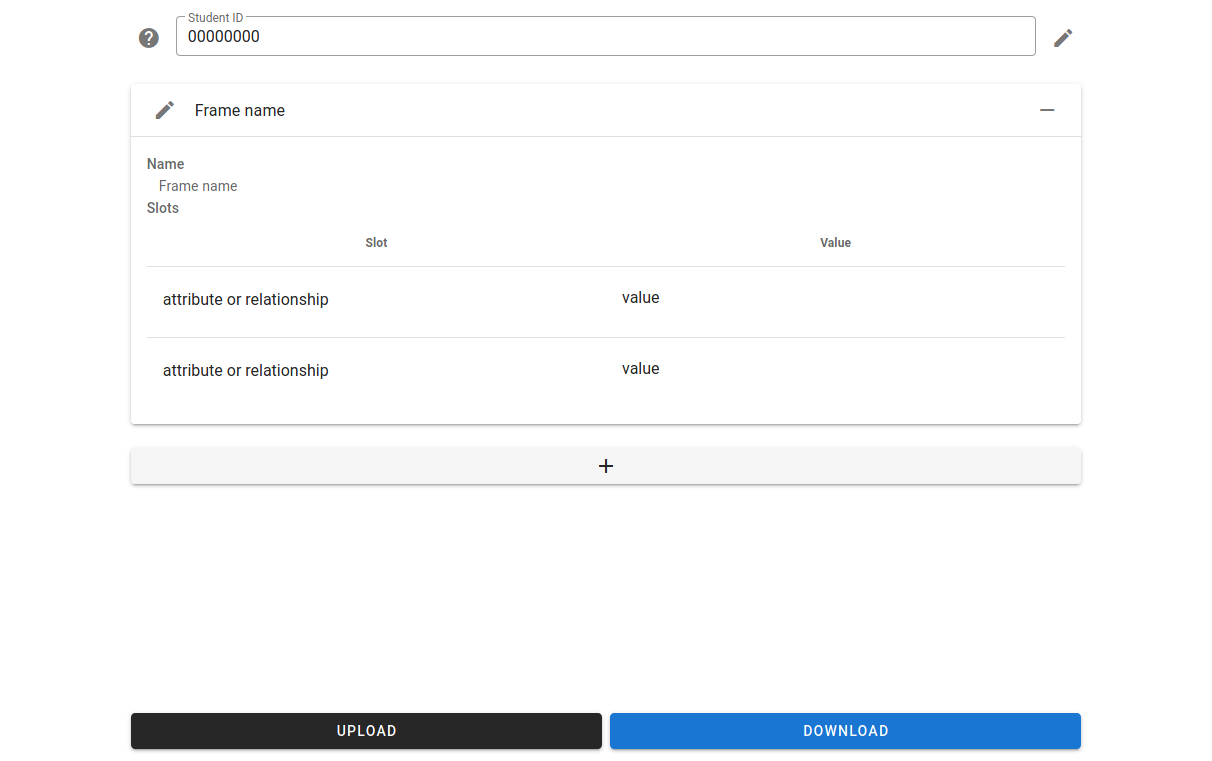 Student ID
00000000
Frame name
Name
Frame name
Slots
Slot Value
attribute or relationship value
attribute or relationship value
UPLOAD DOWNLOAD